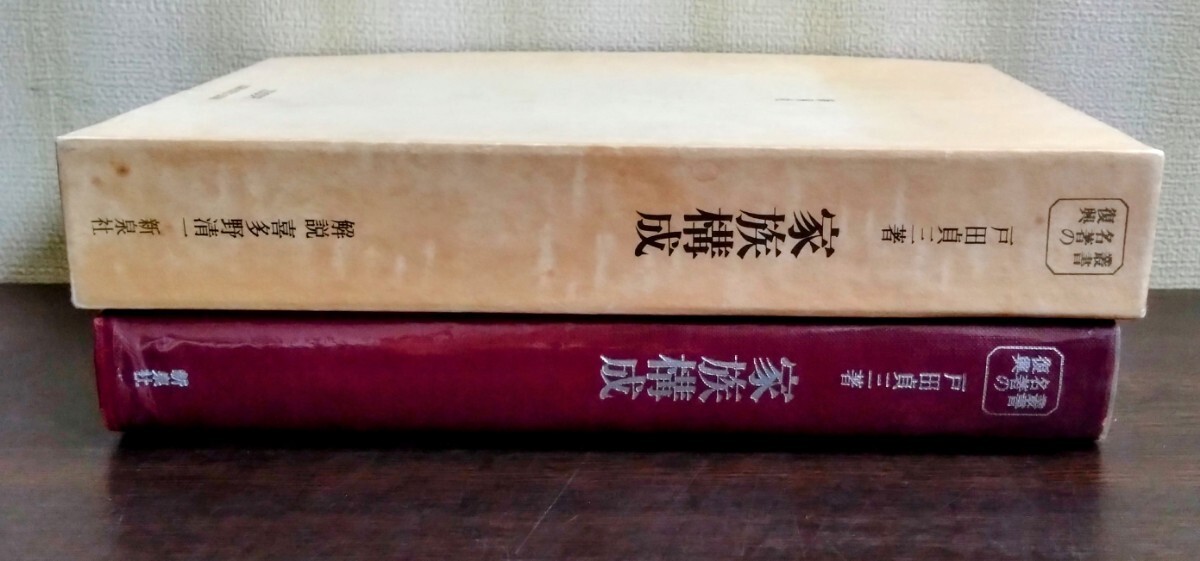 叢書
名著の
復興
戸田貞三著
家族構成
解説 喜多野清一
新泉社
叢書
名著の
復興
戸田貞三著
家族構成
新泉社